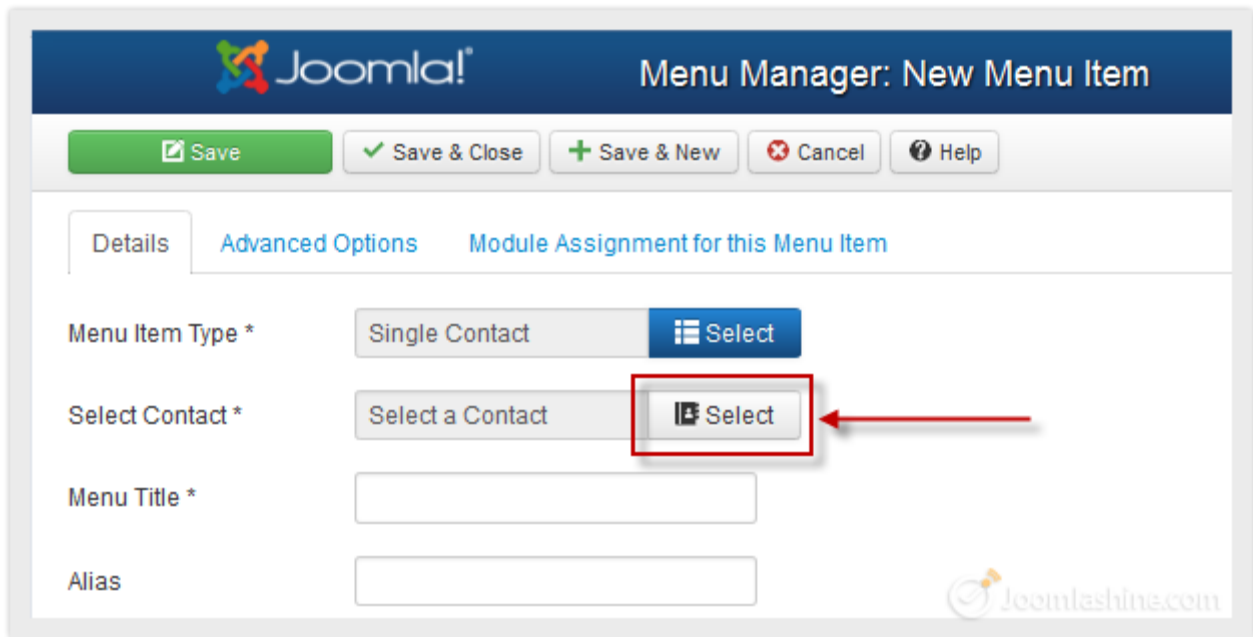 Joomla!® Menu Manager: New Menu Item
Save Save & Close Save & New Cancel Help
Details Advanced Options Module Assignment for this Menu Item
Menu Item Type * Single Contact Select
Select Contact * Select a Contact Select
Menu Title *
Alias
Joomlashine.com